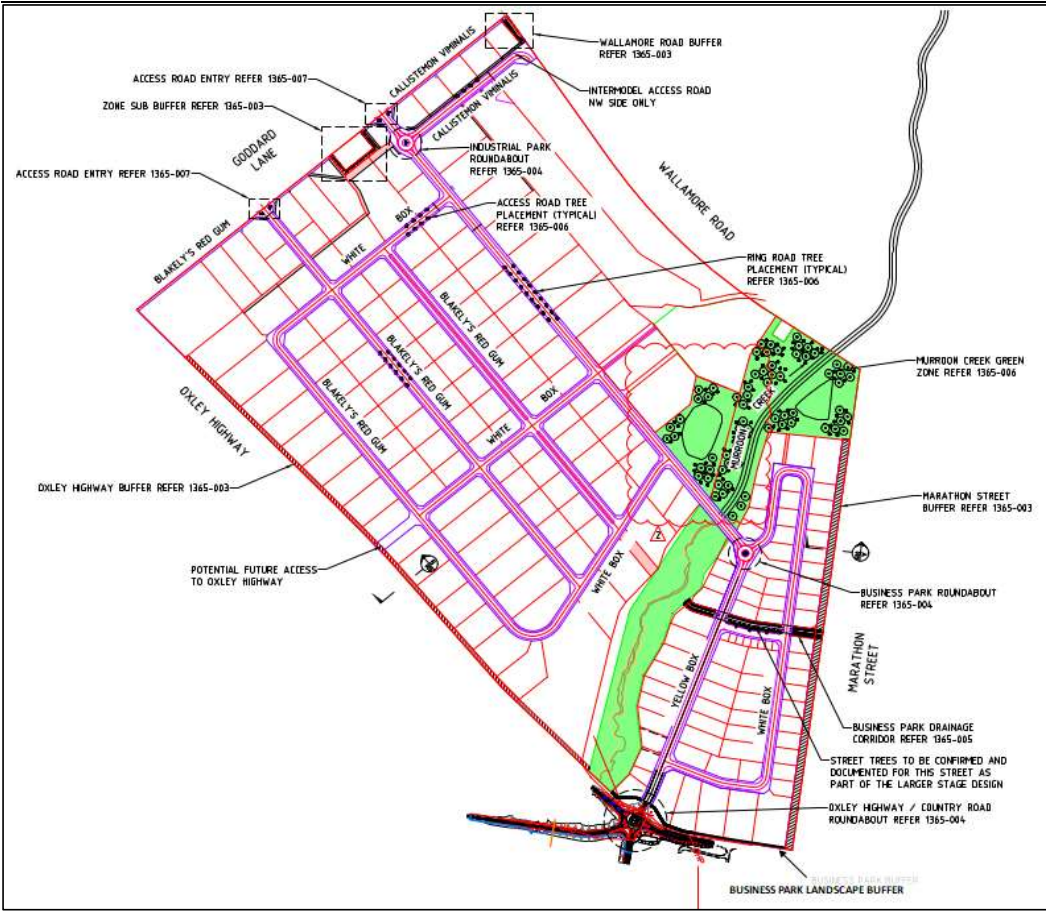 CALLISTEMON VIMINALIS
WALLAMORE ROAD BUFFER
REFER 1365-003
ACCESS ROAD ENTRY REFER 1365-007
INTERMODEL ACCESS ROAD
NW SIDE ONLY
ZONE SUB BUFFER REFER 1365-003
CALLISTEMON VIMINALIS
GODDARD
LANE
INDUSTRIAL PARK
ROUNDABOUT
REFER 1365-004
ACCESS ROAD ENTRY REFER 1365-007
WALLAMORE ROAD
ACCESS ROAD TREE
PLACEMENT (TYPICAL)
REFER 1365-006
BLAKELY'S RED GUM
WHITE BOX
RING ROAD TREE
PLACEMENT (TYPICAL)
REFER 1365-006
BLAKELY'S RED GUM
BLAKELY'S RED GUM
BLAKELY'S RED GUM
MURROON CREEK GREEN
ZONE REFER 1365-006
WHITE BOX
MURROON CREEK
OXLEY HIGHWAY
OXLEY HIGHWAY BUFFER REFER 1365-003
MARATHON STREET
BUFFER REFER 1365-003
2
POTENTIAL FUTURE ACCESS
TO OXLEY HIGHWAY
WHITE BOX
BUSINESS PARK ROUNDABOUT
REFER 1365-004
MARATHON
STREET
YELLOW BOX
WHITE BOX
BUSINESS PARK DRAINAGE
CORRIDOR REFER 1365-005
STREET TREES TO BE CONFIRMED AND
DOCUMENTED FOR THIS STREET AS
PART OF THE LARGER STAGE DESIGN
OXLEY HIGHWAY / COUNTRY ROAD
ROUNDABOUT REFER 1365-004
BUSINESS PARK BUFFER
BUSINESS PARK LANDSCAPE BUFFER